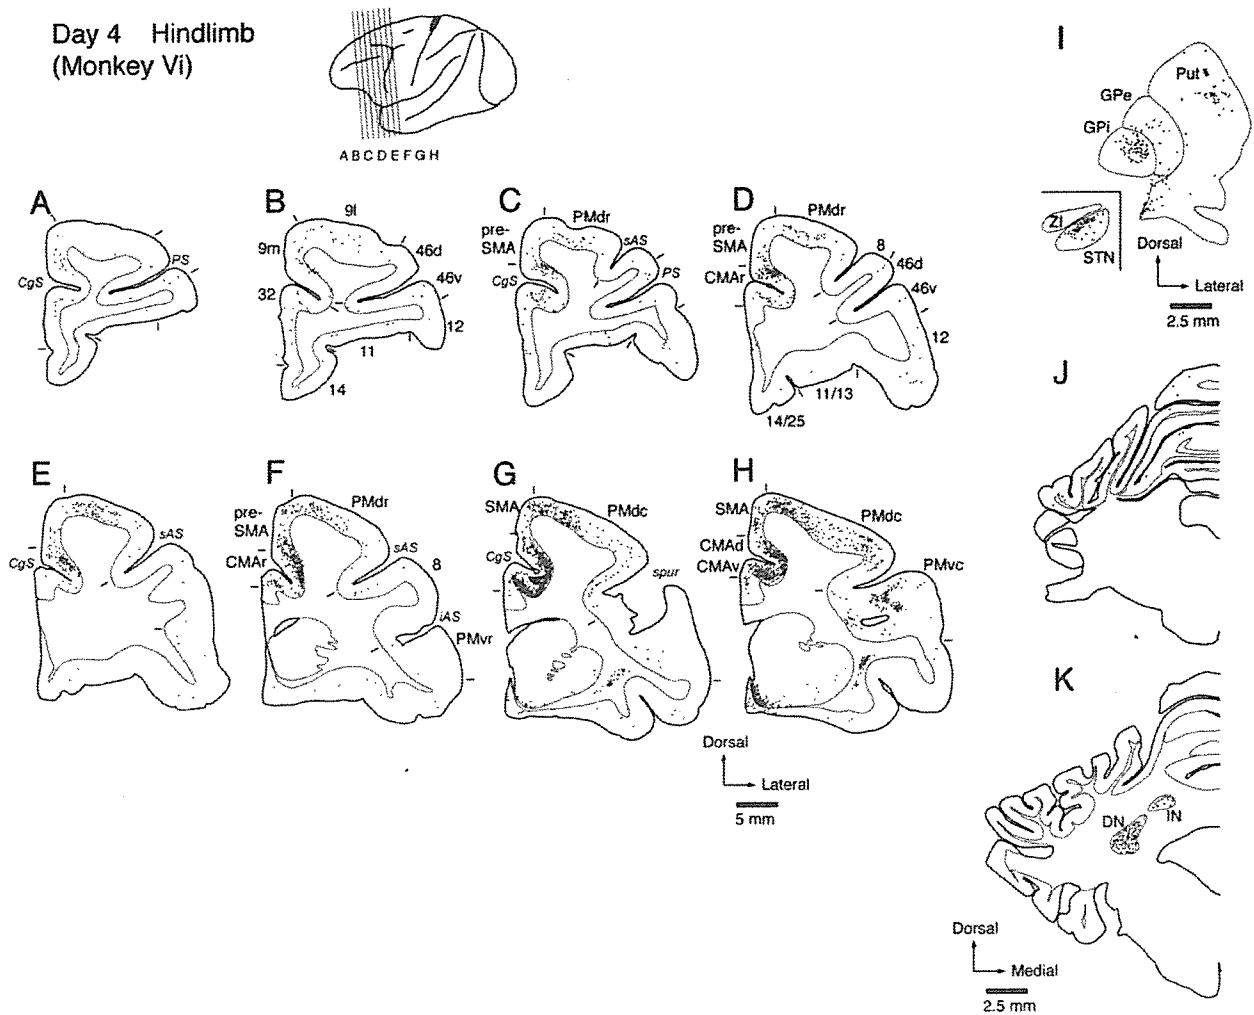 Day 4 Hindlimb
(Monkey Vi)
A B C D E F G H
A
CgS
PS
B
9l
9m
46d
46v
32
12
11
14
C
PMdr
pre-
SMA
sAS
CgS
PS
D
PMdr
pre-
SMA
8
CMAr
46d
46v
12
11/13
14/25
E
sAS
CgS
F
PMdr
pre-
SMA
sAS
CMAr
8
iAS
PMvr
G
SMA
PMdc
CgS
spur
H
SMA
PMdc
CMAd
CMAv
PMvc
Dorsal
Lateral
5 mm
I
Put
GPe
GPi
ZI
STN
Dorsal
Lateral
2.5 mm
J
K
DN
IN
Dorsal
Medial
2.5 mm